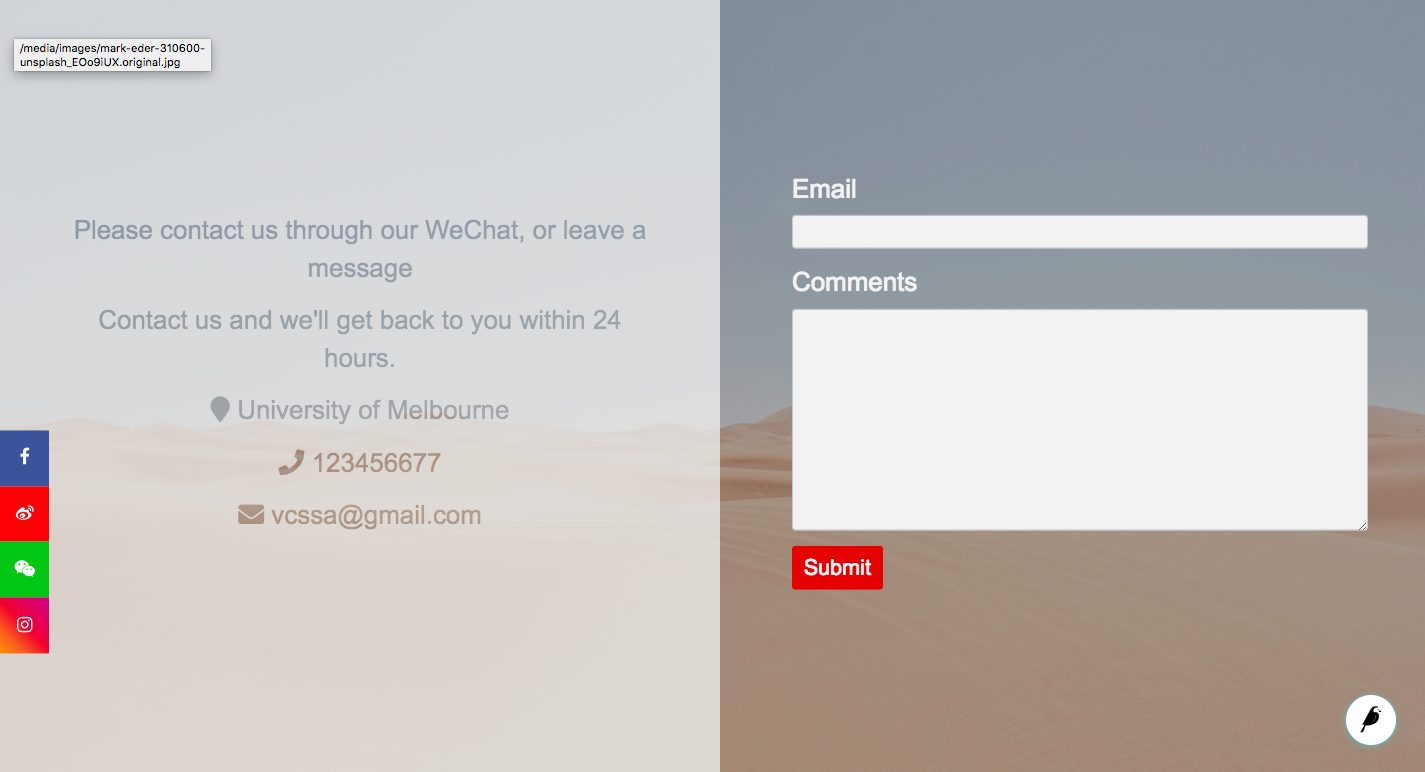 /media/images/mark-eder-310600-
unsplash_EOo9iUX.original.jpg
Please contact us through our WeChat, or leave a
message
Contact us and we'll get back to you within 24
hours.
University of Melbourne
123456677
vcssa@gmail.com
Email
Comments
Submit